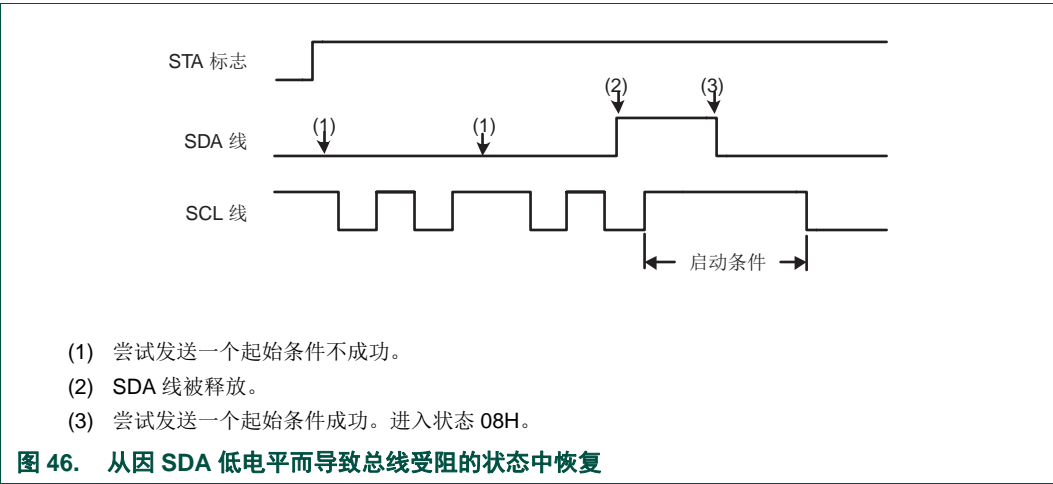 STA 标志
(2) (3)
SDA 线 (1) (1)
SCL 线
启动条件
(1) 尝试发送一个起始条件不成功。
(2) SDA 线被释放。
(3) 尝试发送一个起始条件成功。进入状态 08H。
图 46. 从因 SDA 低电平而导致总线受阻的状态中恢复